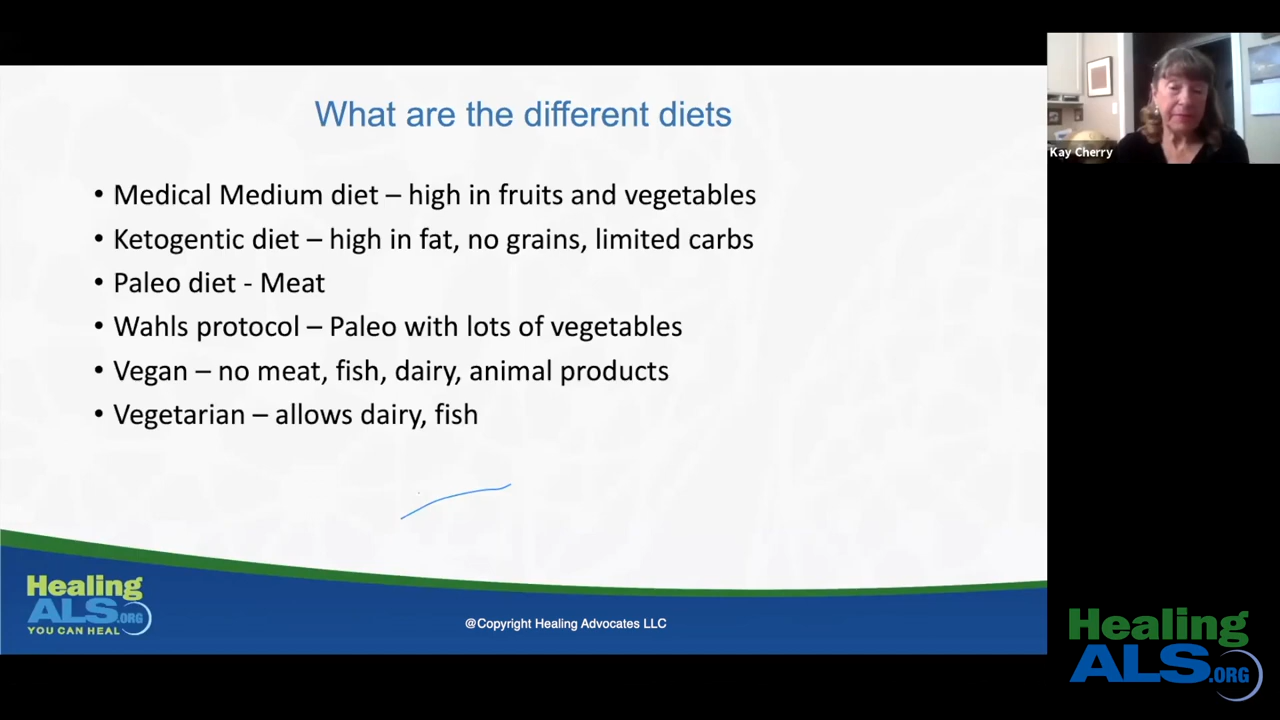 What are the different diets
• Medical Medium diet – high in fruits and vegetables
• Ketogentic diet – high in fat, no grains, limited carbs
• Paleo diet - Meat
• Wahls protocol – Paleo with lots of vegetables
• Vegan – no meat, fish, dairy, animal products
• Vegetarian – allows dairy, fish
Kay Cherry
Healing
ALS.ORG
YOU CAN HEAL
@Copyright Healing Advocates LLC
Healing
ALS.ORG